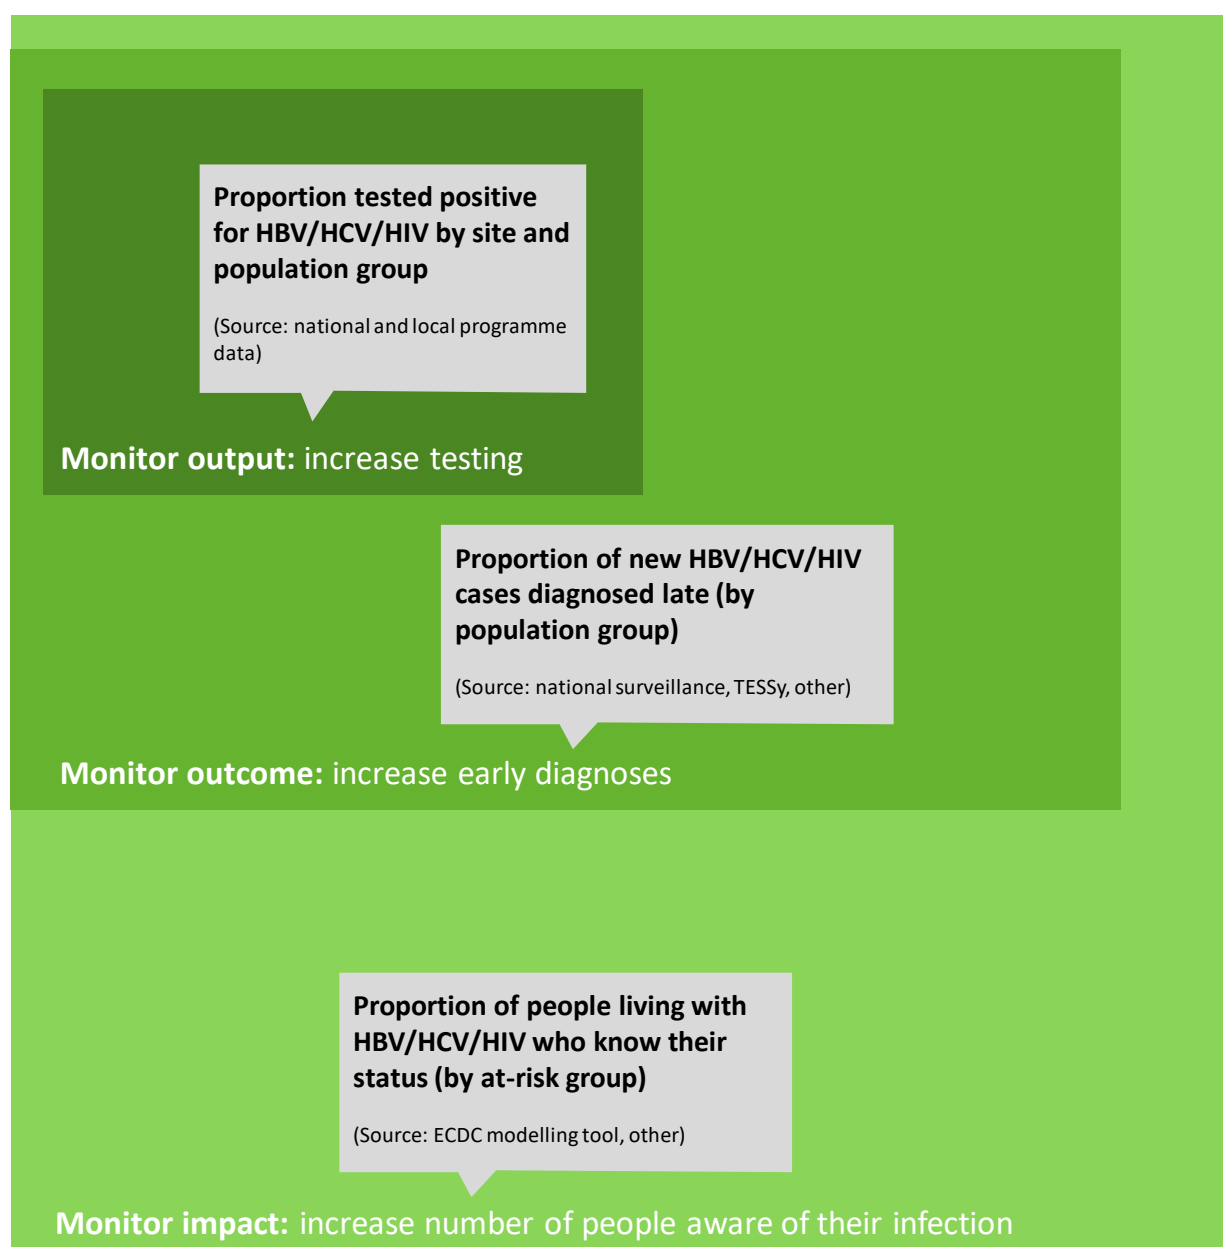 Proportion tested positive
for HBV/HCV/HIV by site and
population group
(Source: national and local programme
data)
Monitor output: increase testing
Proportion of new HBV/HCV/HIV
cases diagnosed late (by
population group)
(Source: national surveillance, TESSy, other)
Monitor outcome: increase early diagnoses
Proportion of people living with
HBV/HCV/HIV who know their
status (by at-risk group)
(Source: ECDC modelling tool, other)
Monitor impact: increase number of people aware of their infection